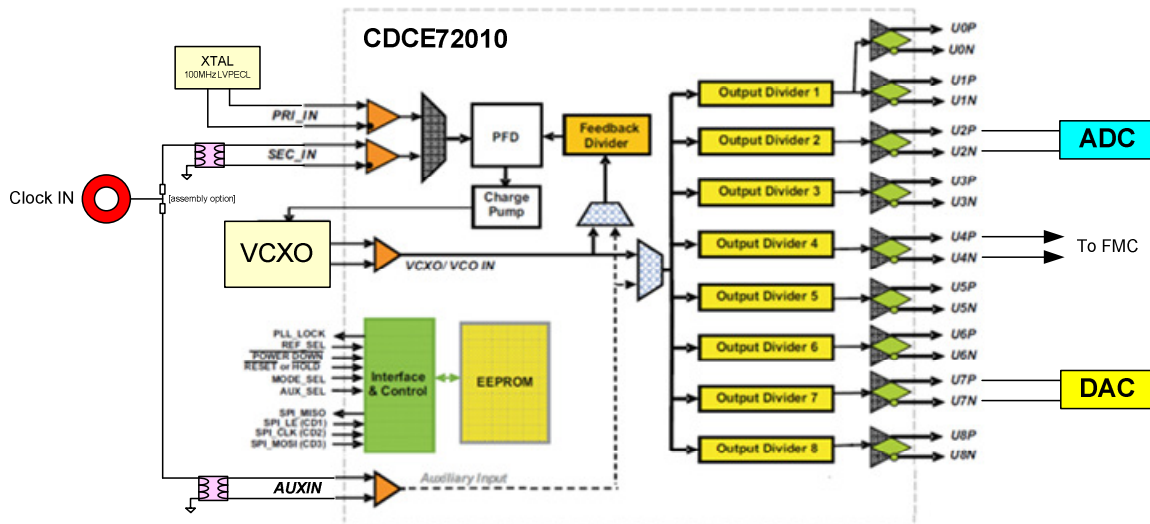 CDCE72010
XTAL
100MHz LVPECL
PRI_IN
SEC_IN
Clock IN
[assembly option]
VCXO
VCXO/ VCO IN
PFD
Charge
Pump
Feedback
Divider
PLL_LOCK
REF_SEL
POWER DOWN
RESET or HOLD
MODE_SEL
AUX_SEL
SPI_MISO
SPI_LE (CD1)
SPI_CLK (CD2)
SPI_MOSI (CD3)
Interface
& Control
EEPROM
AUXIN
Auxiliary Input
Output Divider 1
Output Divider 2
Output Divider 3
Output Divider 4
Output Divider 5
Output Divider 6
Output Divider 7
Output Divider 8
U0P
U0N
U1P
U1N
U2P
U2N
U3P
U3N
U4P
U4N
U5P
U5N
U6P
U6N
U7P
U7N
U8P
U8N
ADC
To FMC
DAC